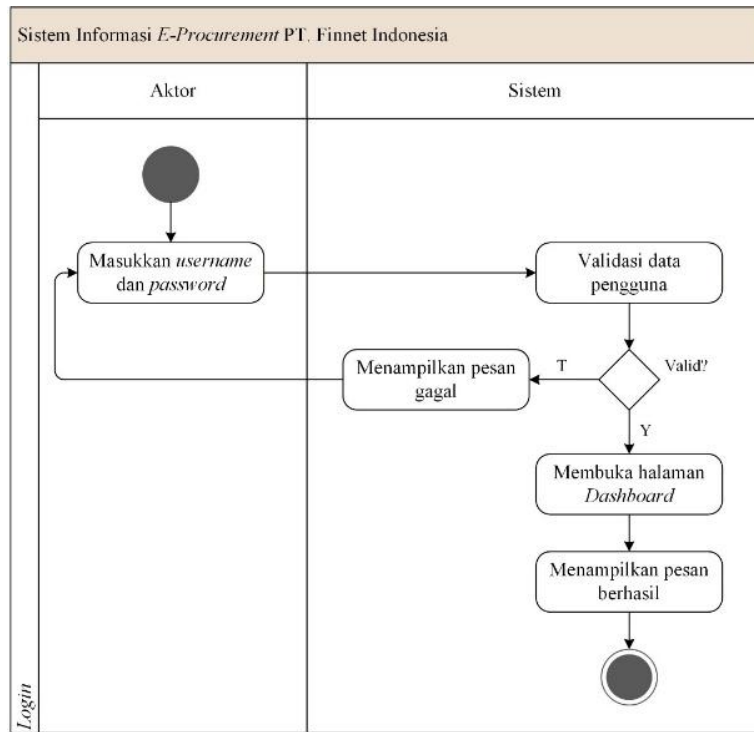 Sistem Informasi E-Procurement PT. Finnet Indonesia
Aktor
Sistem
Masukkan username
dan password
Validasi data
pengguna
Valid?
T
Menampilkan pesan
gagal
Y
Membuka halaman
Dashboard
Menampilkan pesan
berhasil
Login